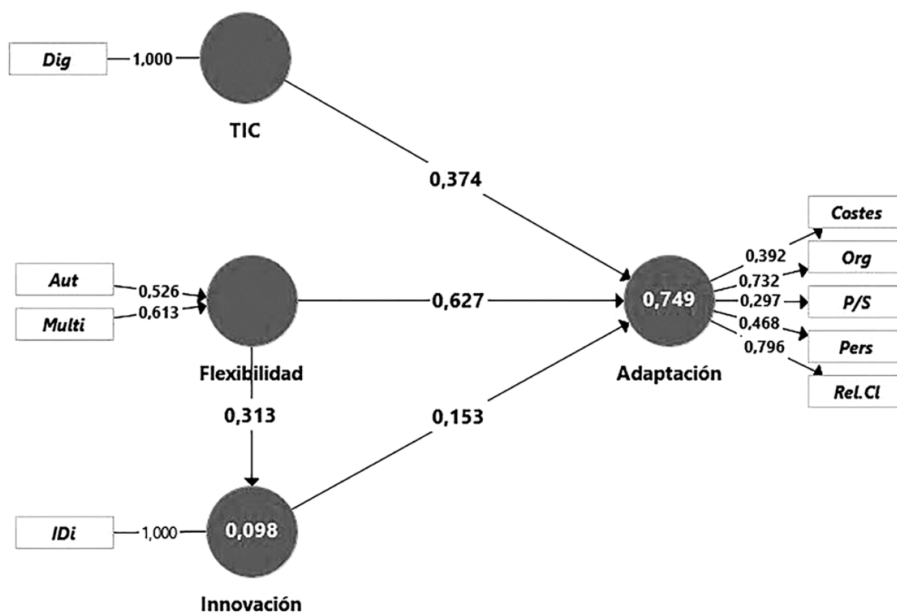 Dig
1,000
TIC
0,374
Costes
0,392
Org
0,732
Aut
0,526
0,627
0,749
0,297
P/S
Multi
0,613
0,468
Pers
0,796
Flexibilidad
Adaptación
Rel.Cl
0,313
0,153
IDi
1,000
0,098
Innovación